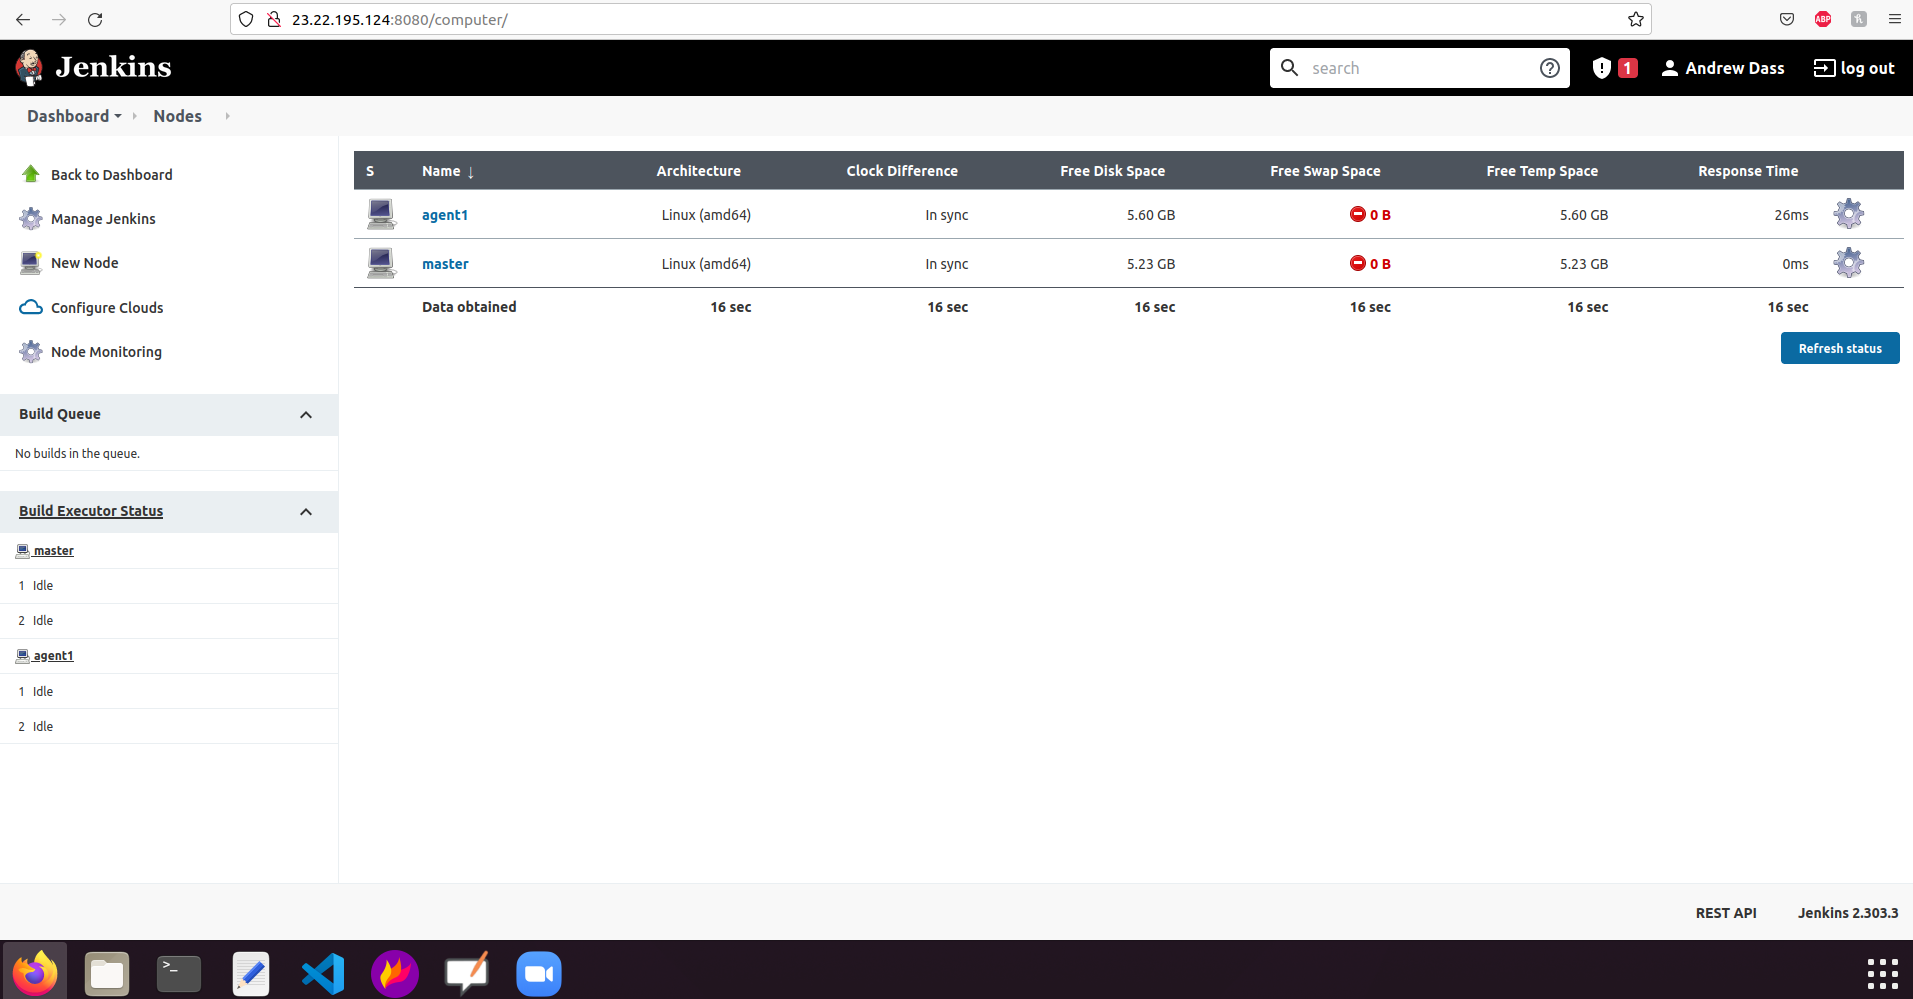 23.22.195.124:8080/computer/
ABP
Jenkins
search
1
Andrew Dass
log out
Dashboard
Nodes
Back to Dashboard
Manage Jenkins
New Node
Configure Clouds
Node Monitoring
Build Queue
No builds in the queue.
Build Executor Status
master
1 Idle
2 Idle
agent1
1 Idle
2 Idle
S Name ↓ Architecture Clock Difference Free Disk Space Free Swap Space Free Temp Space Response Time
agent1 Linux (amd64) In sync 5.60 GB 0 B 5.60 GB 26ms
master Linux (amd64) In sync 5.23 GB 0 B 5.23 GB 0ms
Data obtained 16 sec 16 sec 16 sec 16 sec 16 sec 16 sec
Refresh status
REST API
Jenkins 2.303.3
>_